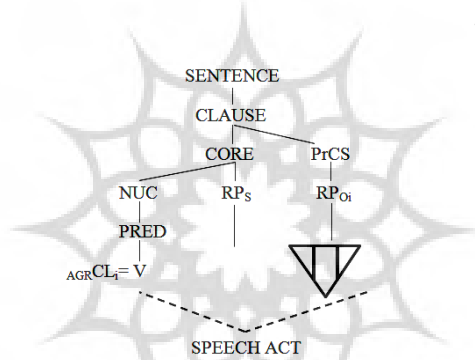 SENTENCE
CLAUSE
CORE PrCS
NUC RPS RPOi
PRED
AGRCLi= V
SPEECH ACT